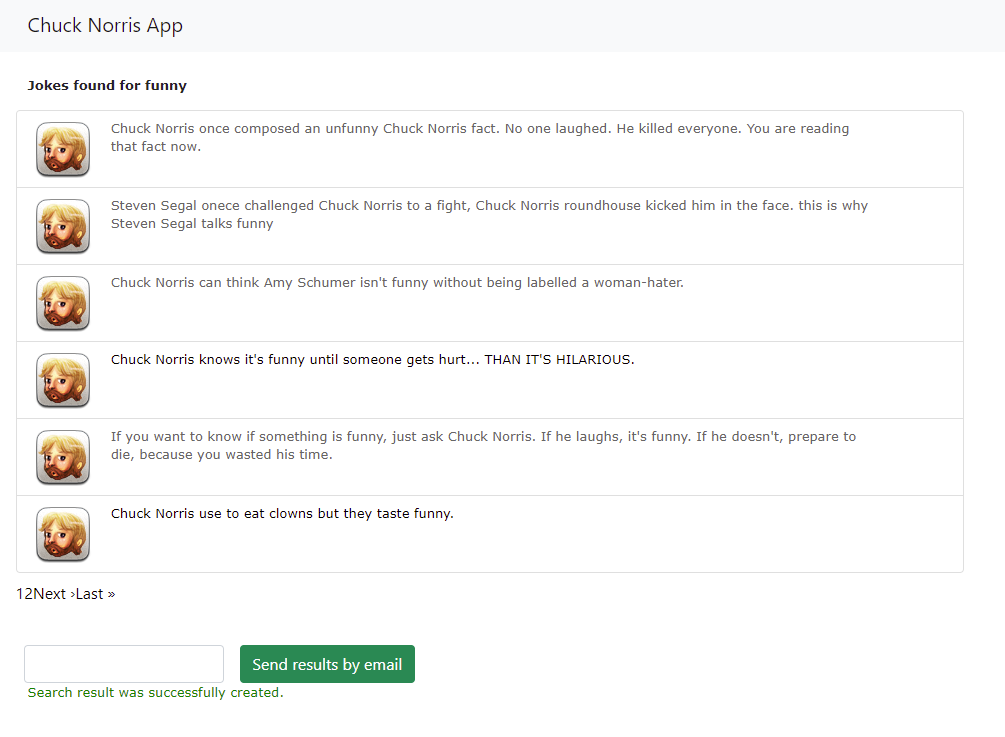 Chuck Norris App
Jokes found for funny
Chuck Norris once composed an unfunny Chuck Norris fact. No one laughed. He killed everyone. You are reading
that fact now.
Steven Segal onece challenged Chuck Norris to a fight, Chuck Norris roundhouse kicked him in the face. this is why
Steven Segal talks funny
Chuck Norris can think Amy Schumer isn't funny without being labelled a woman-hater.
Chuck Norris knows it's funny until someone gets hurt... THAN IT'S HILARIOUS.
If you want to know if something is funny, just ask Chuck Norris. If he laughs, it's funny. If he doesn't, prepare to
die, because you wasted his time.
Chuck Norris use to eat clowns but they taste funny.
12Next ›Last »
Send results by email
Search result was successfully created.